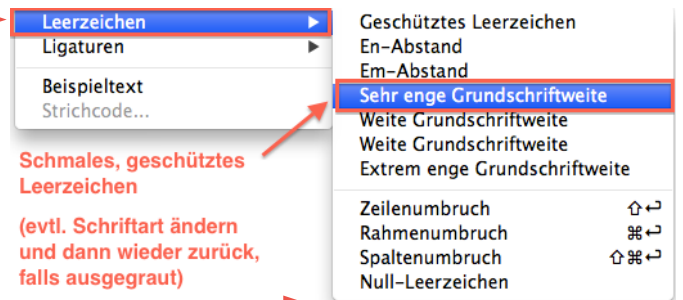 Leerzeichen
Ligaturen
Beispieltext
Strichcode...
Schmales, geschütztes
Leerzeichen
(evtl. Schriftart ändern
und dann wieder zurück,
falls ausgegraut)
Geschütztes Leerzeichen
En-Abstand
Em-Abstand
Sehr enge Grundschriftweite
Weite Grundschriftweite
Weite Grundschriftweite
Extrem enge Grundschriftweite
Zeilenumbruch ⇧↩
Rahmenumbruch ⌘↩
Spaltenumbruch ⇧⌘↩
Null-Leerzeichen